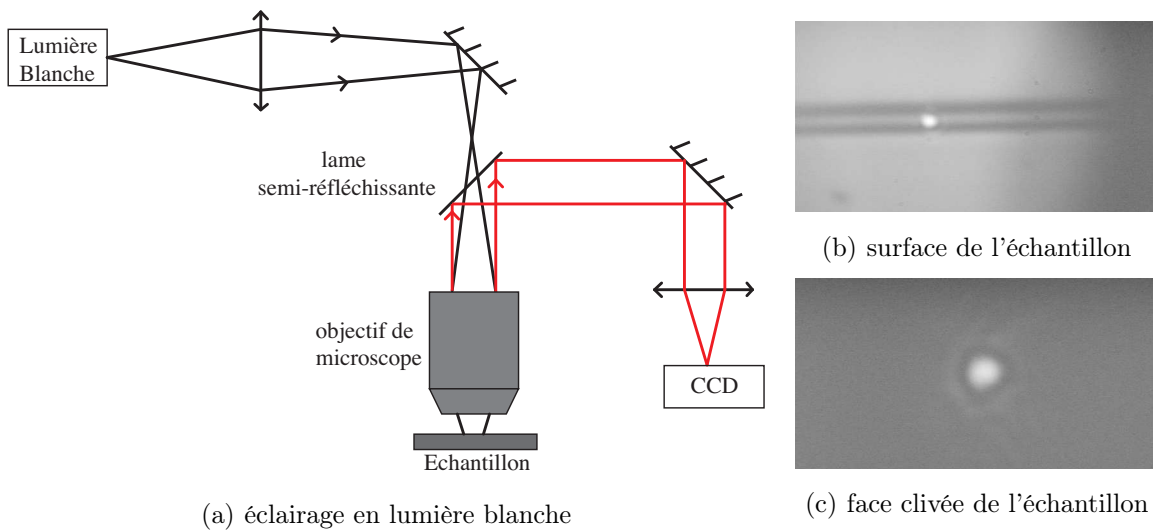 Lumière
Blanche
lame
semi-réfléchissante
objectif de
microscope
CCD
Echantillon
(a) éclairage en lumière blanche
(b) surface de l'échantillon
(c) face clivée de l'échantillon